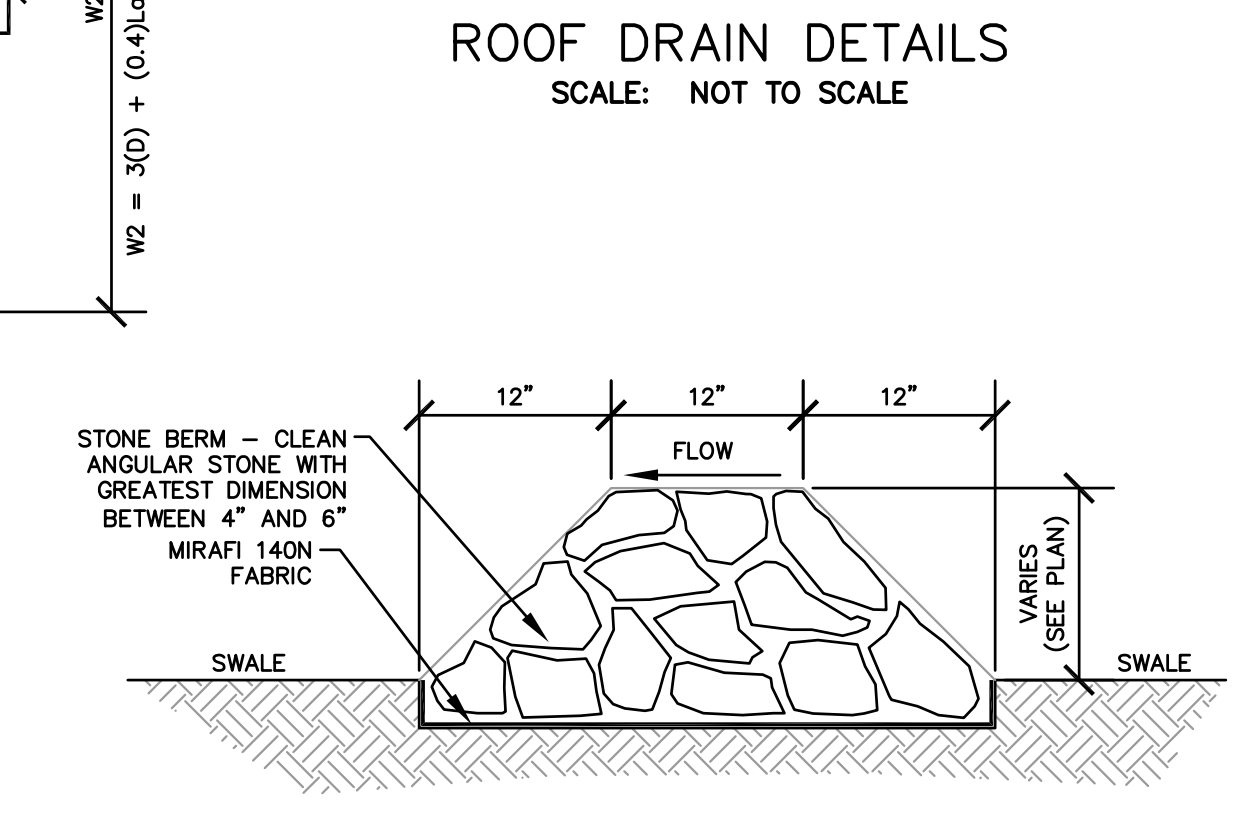 W2 = 3(D) + (0.4)
ROOF DRAIN DETAILS
SCALE: NOT TO SCALE
12"
12"
12"
FLOW
STONE BERM – CLEAN
ANGULAR STONE WITH
GREATEST DIMENSION
BETWEEN 4" AND 6"
MIRAFI 140N
FABRIC
VARIES
(SEE PLAN)
SWALE
SWALE